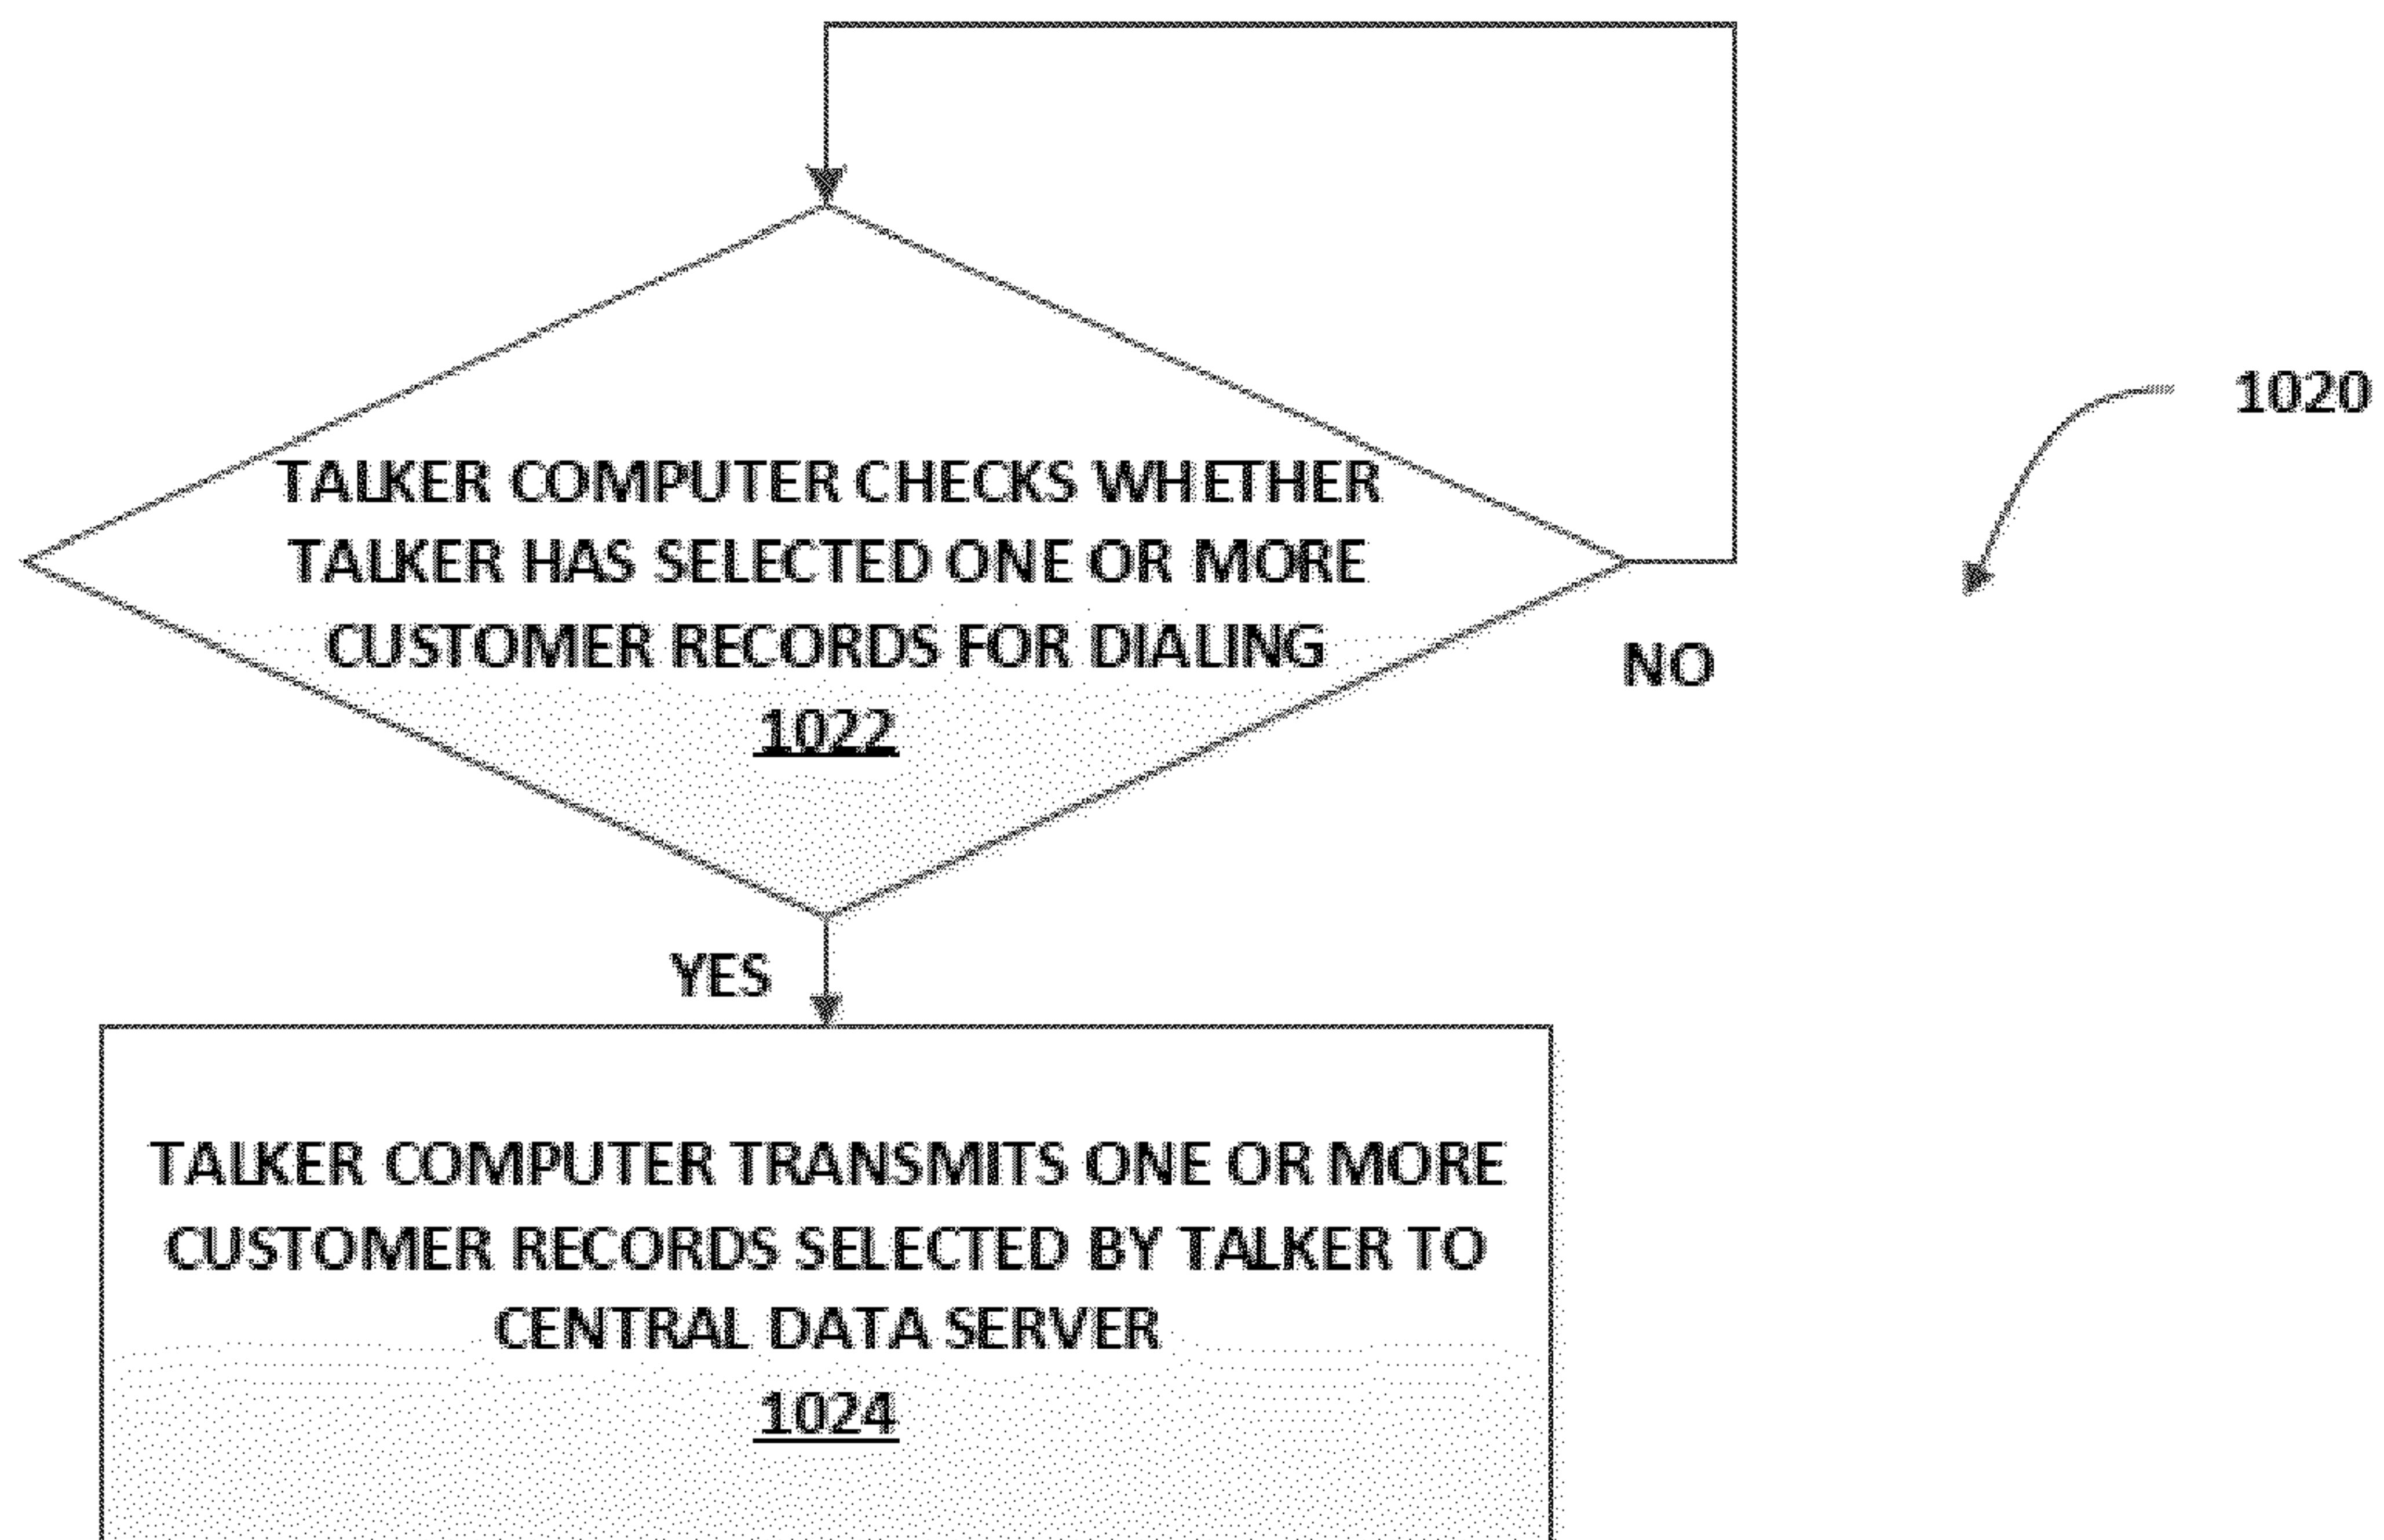 1020
TALKER COMPUTER CHECKS WHETHER
TALKER HAS SELECTED ONE OR MORE
CUSTOMER RECORDS FOR DIALING
1022
NO
YES
TALKER COMPUTER TRANSMITS ONE OR MORE
CUSTOMER RECORDS SELECTED BY TALKER TO
CENTRAL DATA SERVER
1024